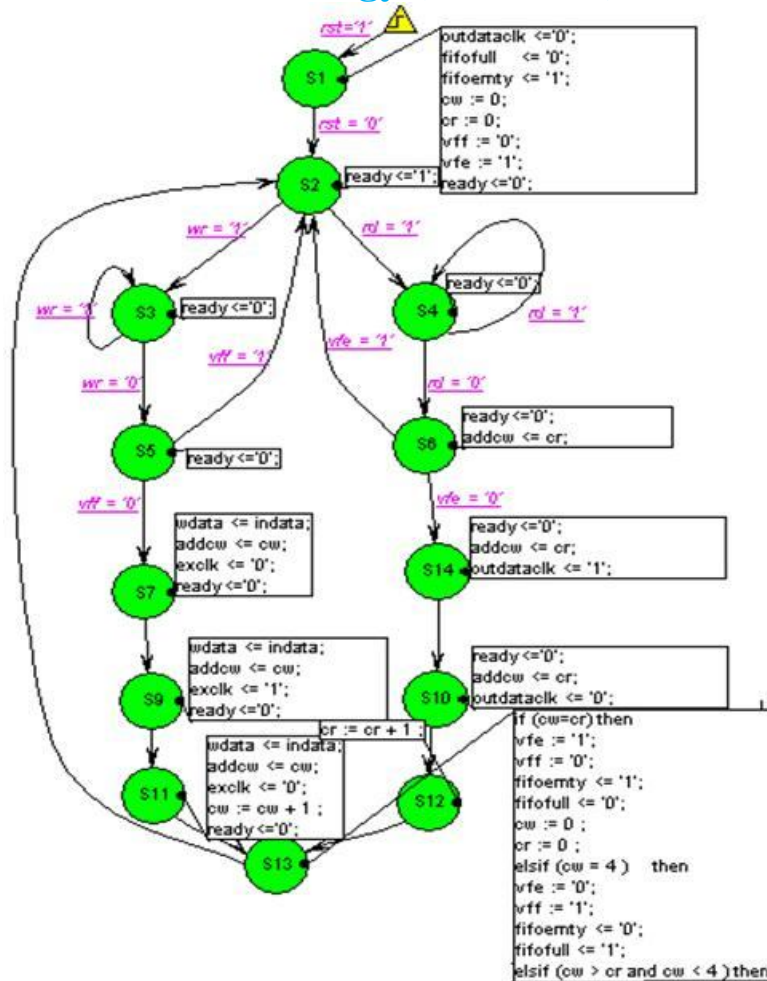 rst='1'
outdataclk <='0';
fifofull <= '0';
fifoemty <= '1';
cw := 0;
cr := 0;
vff := '0';
vfe := '1';
ready<='0';
S1
rst = '0'
S2
ready<='1';
wr = '1'
rd = '1'
S3
ready<='0';
wr = '1'
S4
ready<='0';
rd = '1'
vff = '1'
vfe = '1'
wr = '0'
rd = '0'
S5
ready<='0';
S6
ready<='0';
addcw <= cr;
vff = '0'
vfe = '0'
S7
wdata <= indata;
addcw <= cw;
exclk <= '0';
ready<='0';
S14
ready<='0';
addcw <= cr;
outdataclk <= '1';
S9
wdata <= indata;
addcw <= cw;
exclk <= '1';
ready<='0';
S10
ready<='0';
addcw <= cr;
outdataclk <= '0';
cr := cr + 1 ;
S11
wdata <= indata;
addcw <= cw;
exclk <= '0';
cw := cw + 1 ;
ready<='0';
S12
S13
if (cw=cr)then
vfe := '1';
vff := '0';
fifoemty <= '1';
fifofull <= '0';
cw := 0 ;
cr := 0 ;
elsif (cw = 4 ) then
vfe := '0';
vff := '1';
fifoemty <= '0';
fifofull <= '1';
elsif (cw > cr and cw < 4 )then